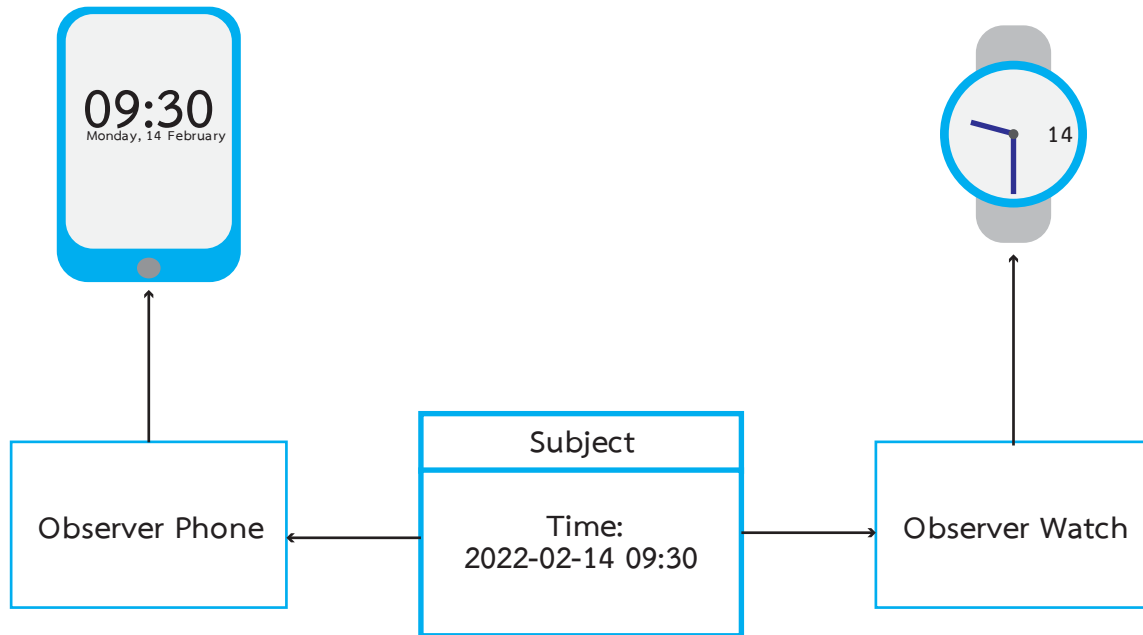 09:30
Monday, 14 February
14
Subject
Observer Phone
Time:
2022-02-14 09:30
Observer Watch